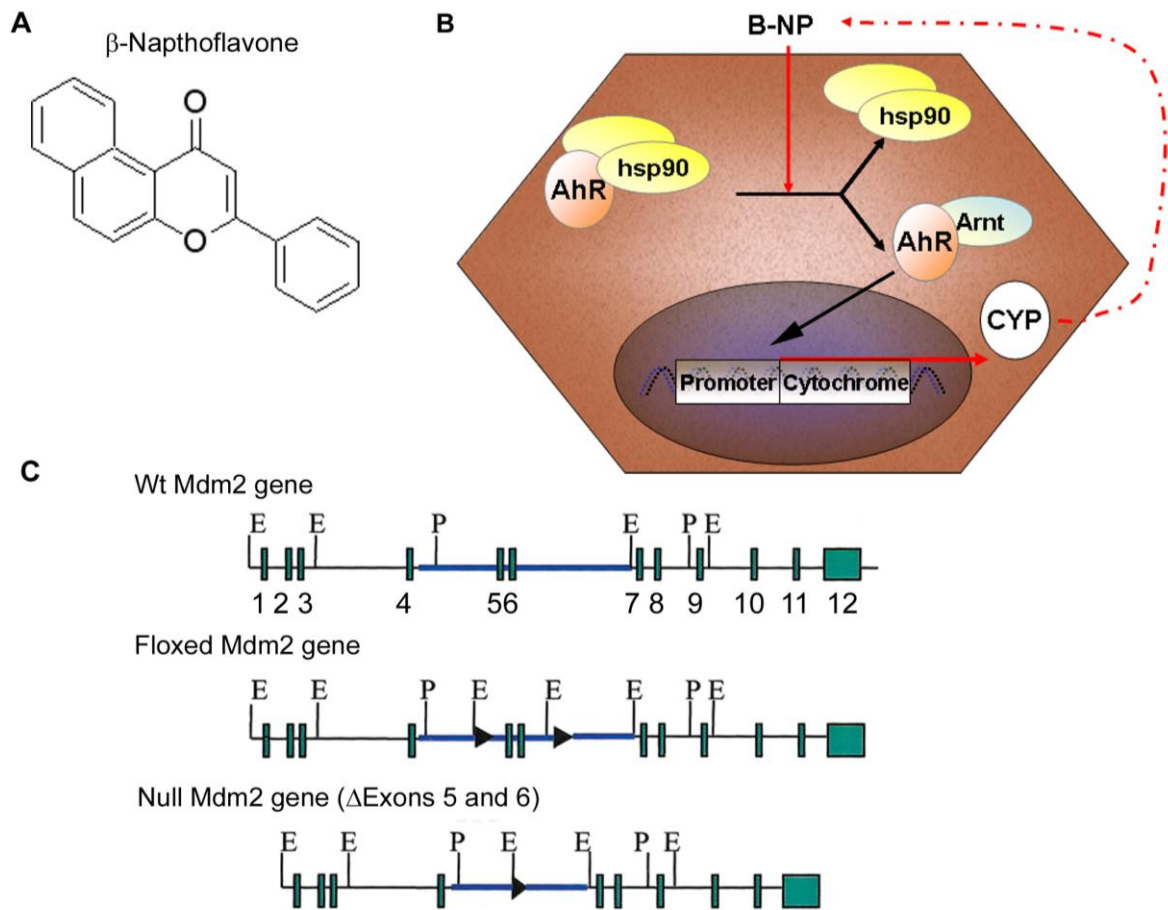 A
β-Napthoflavone
O
O
B
B-NP
hsp90
hsp90
AhR
AhR
Arnt
CYP
Promoter
Cytochrome
C
Wt Mdm2 gene
E E P E P E
1 2 3 4 56 7 8 9 10 11 12
Floxed Mdm2 gene
E E P E E E P E
Null Mdm2 gene (ΔExons 5 and 6)
E E P E E P E